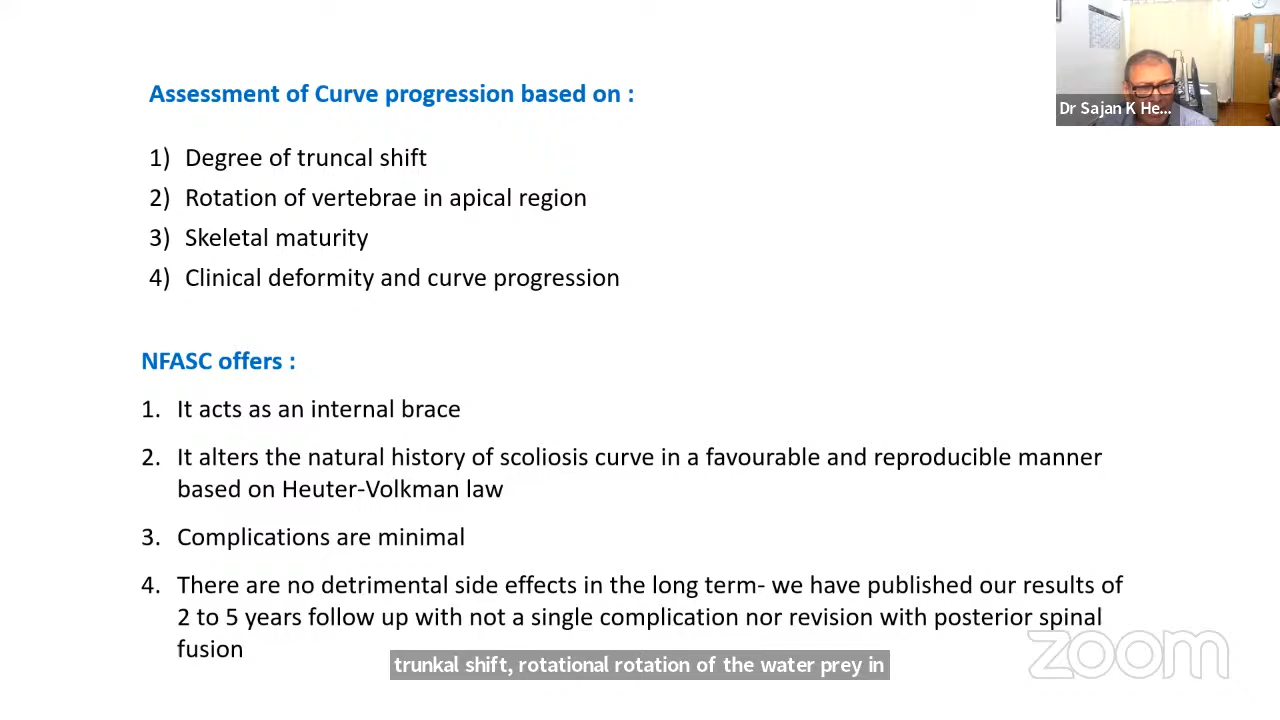 Assessment of Curve progression based on :
1) Degree of truncal shift
2) Rotation of vertebrae in apical region
3) Skeletal maturity
4) Clinical deformity and curve progression
NFASC offers :
1. It acts as an internal brace
2. It alters the natural history of scoliosis curve in a favourable and reproducible manner
based on Heuter-Volkman law
3. Complications are minimal
4. There are no detrimental side effects in the long term- we have published our results of
2 to 5 years follow up with not a single complication nor revision with posterior spinal
fusion
trunkal shift, rotational rotation of the water prey in
Dr Sajan K He...
zoom